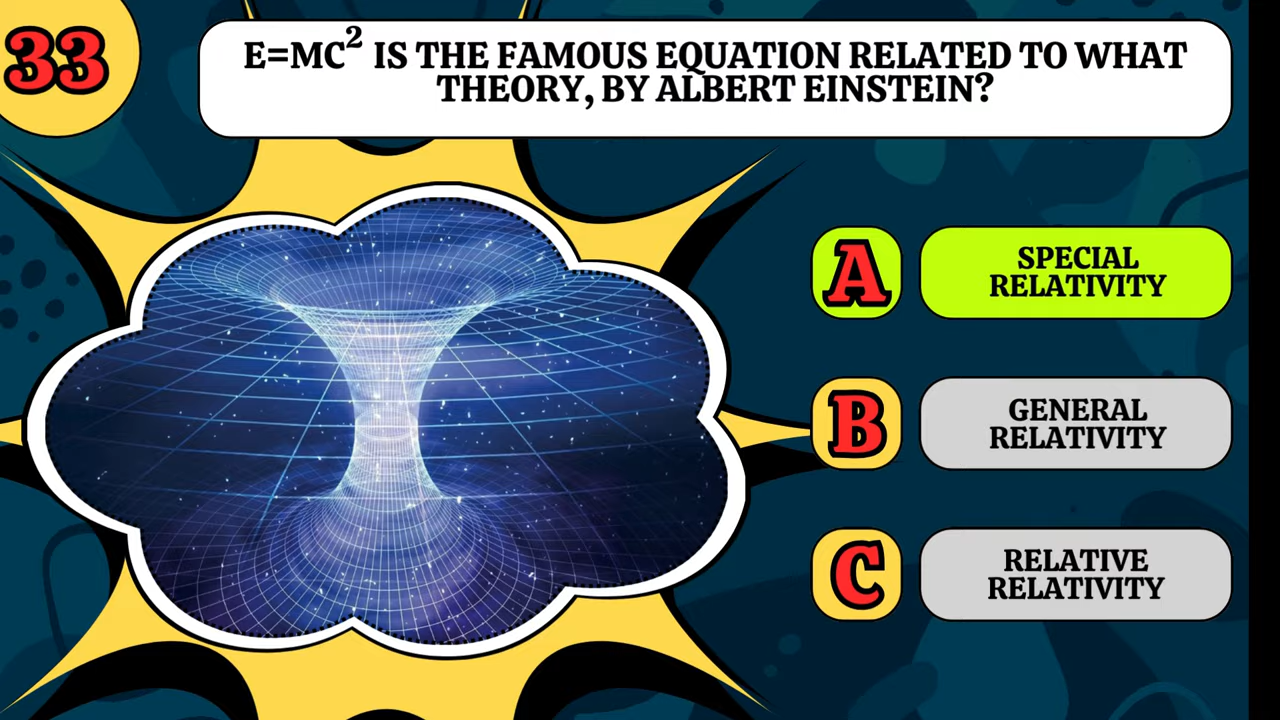 33
E=MC² IS THE FAMOUS EQUATION RELATED TO WHAT
THEORY, BY ALBERT EINSTEIN?
A
SPECIAL
RELATIVITY
B
GENERAL
RELATIVITY
C
RELATIVE
RELATIVITY